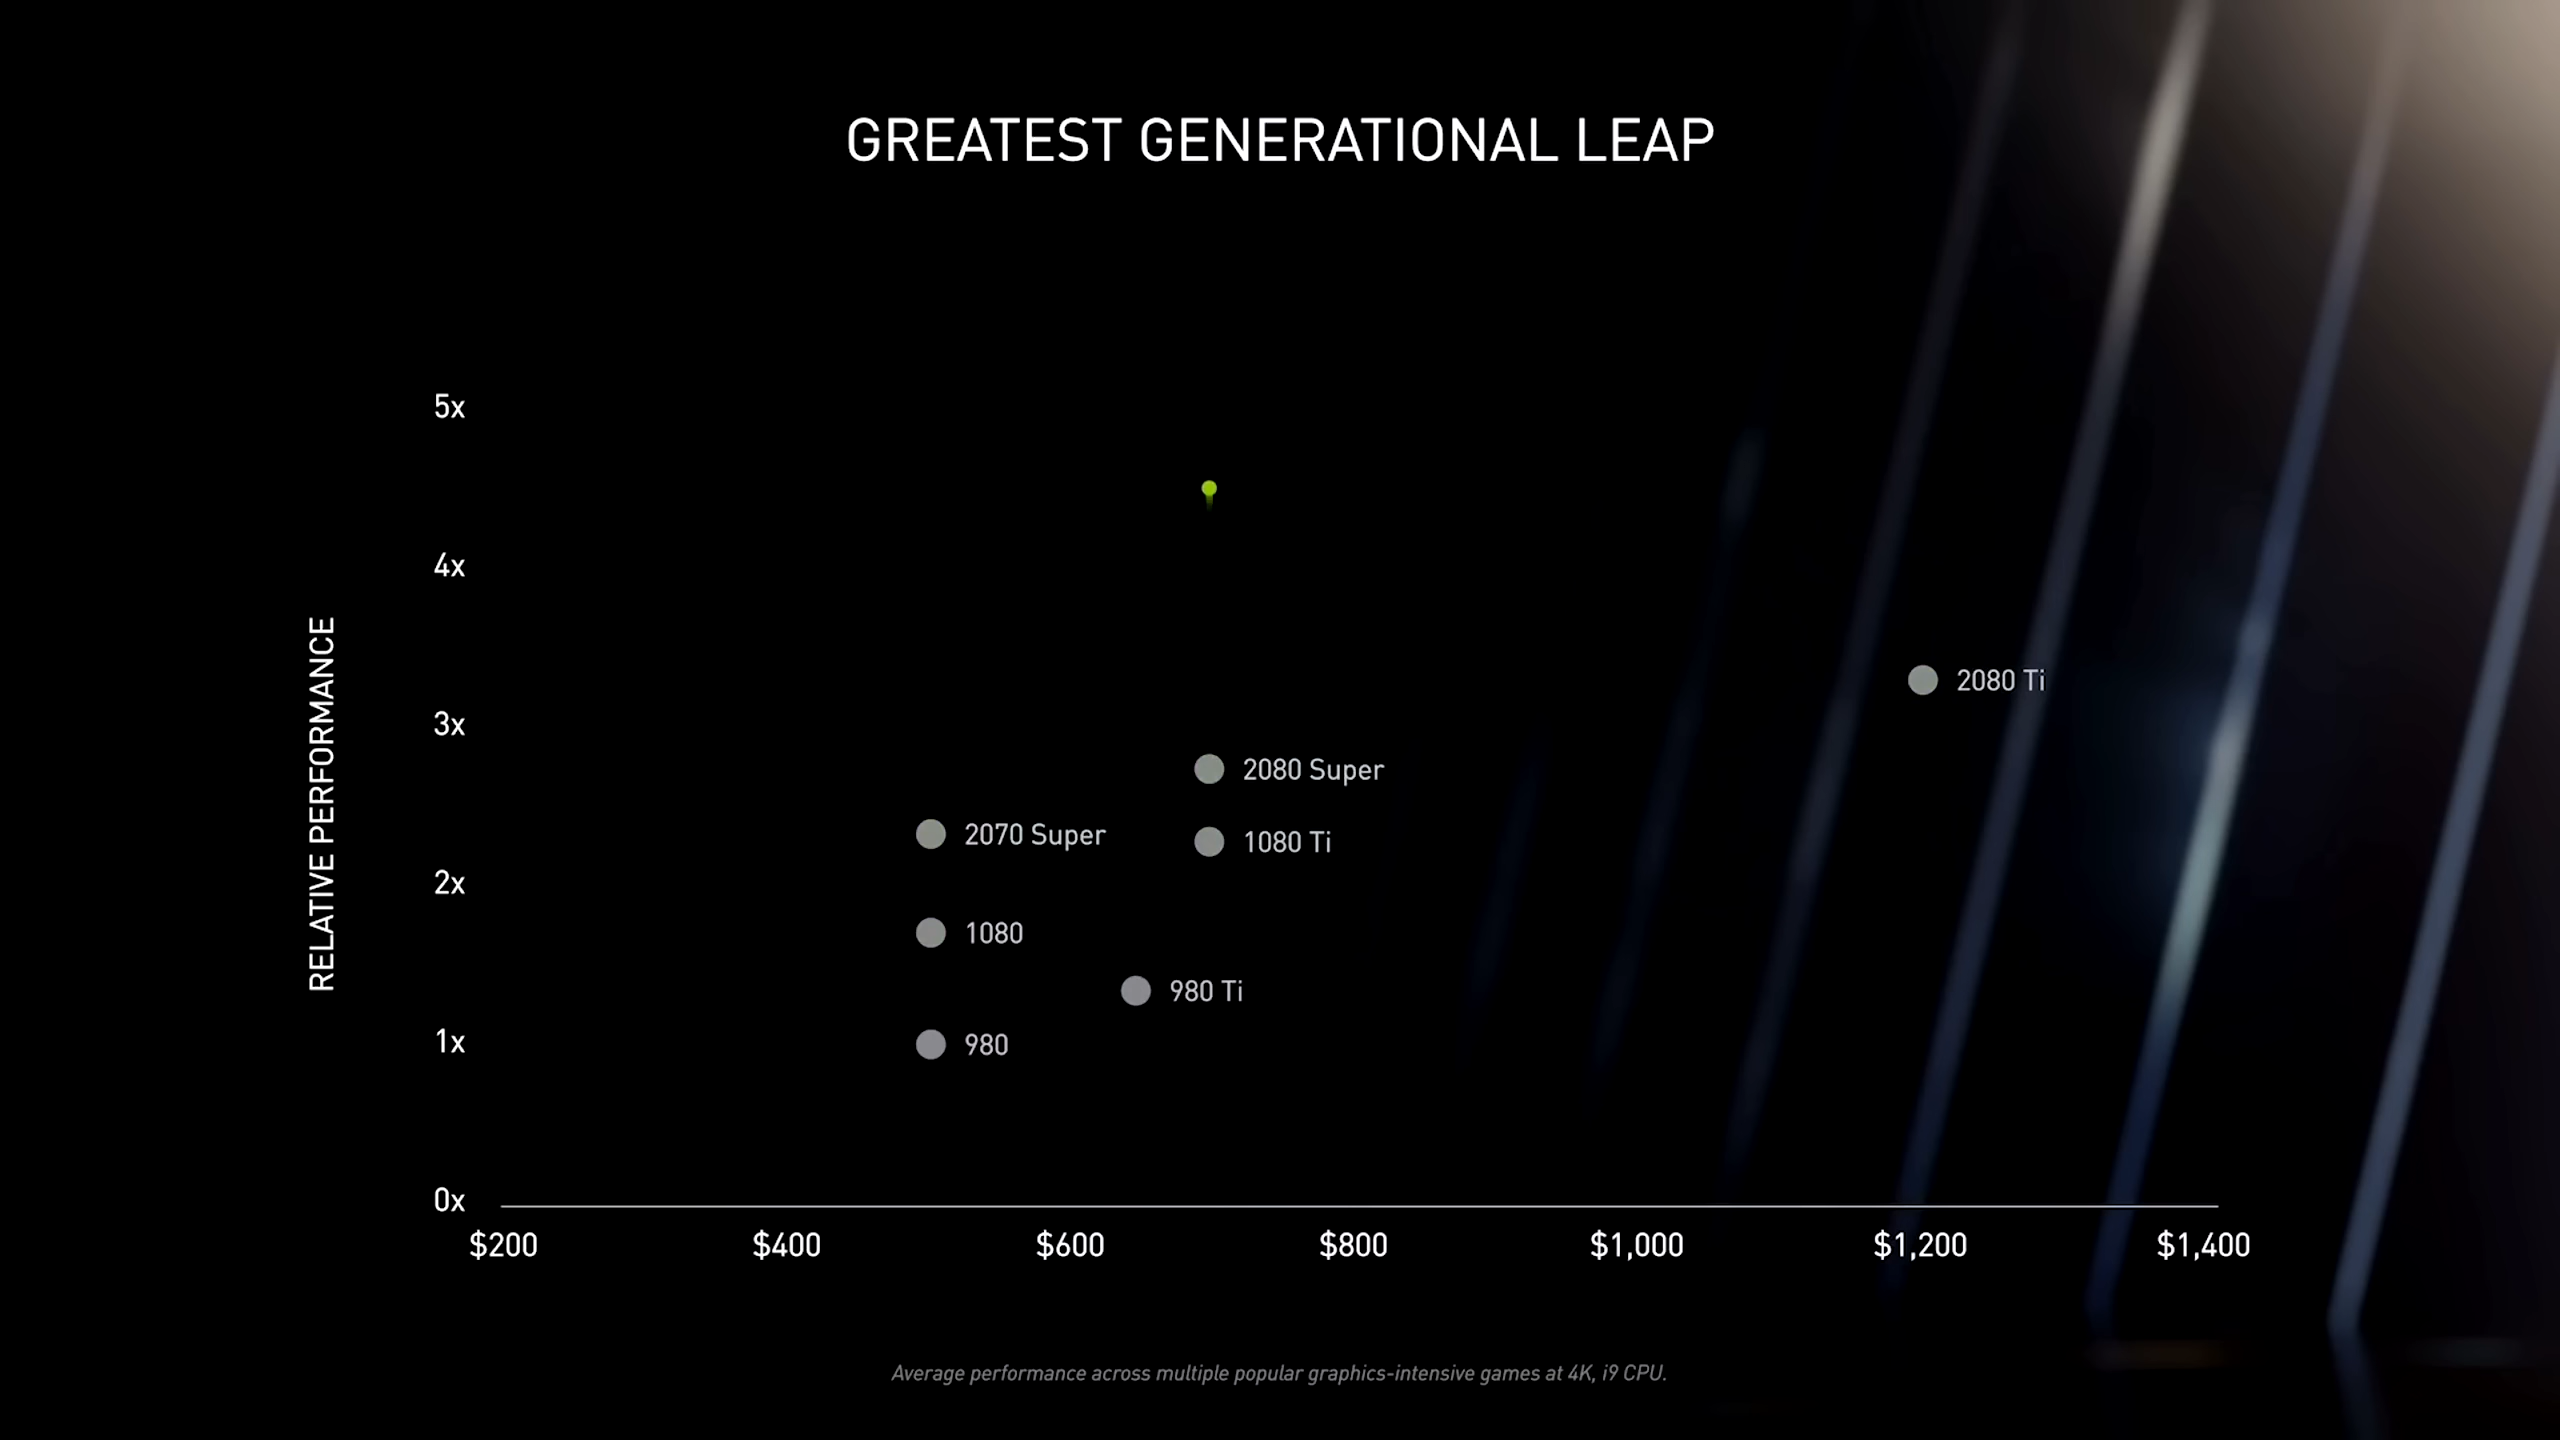 GREATEST GENERATIONAL LEAP
RELATIVE PERFORMANCE
5x
4x
3x
2x
1x
0x
2080 Ti
2080 Super
2070 Super
1080 Ti
1080
980 Ti
980
$200
$400
$600
$800
$1,000
$1,200
$1,400
Average performance across multiple popular graphics-intensive games at 4K, i9 CPU.